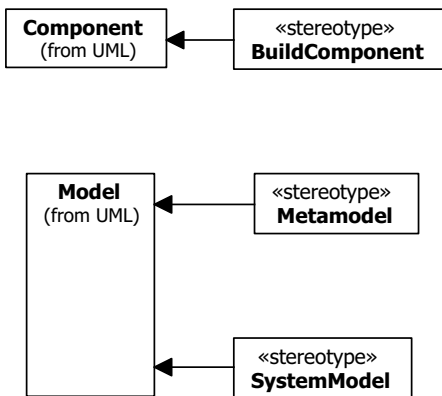 Component
(from UML)
«stereotype»
BuildComponent
Model
(from UML)
«stereotype»
Metamodel
«stereotype»
SystemModel